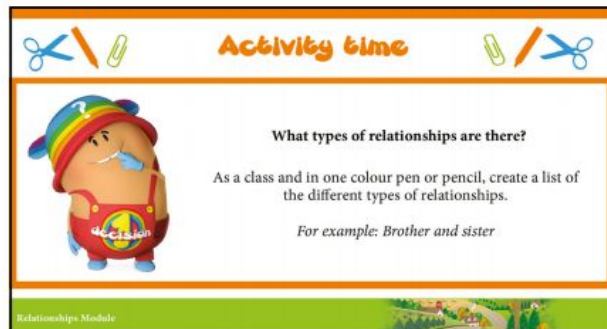 Activity time
?
What types of relationships are there?
As a class and in one colour pen or pencil, create a list of
the different types of relationships.
For example: Brother and sister
1
decision
Relationships Module